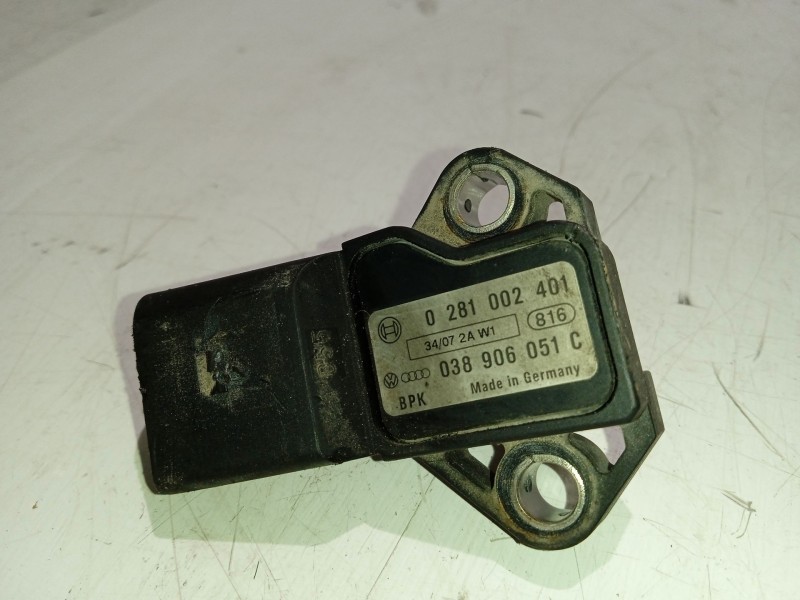 0 281 002 401
34/07 2A W1 816
038 906 051 C
BPK Made in Germany